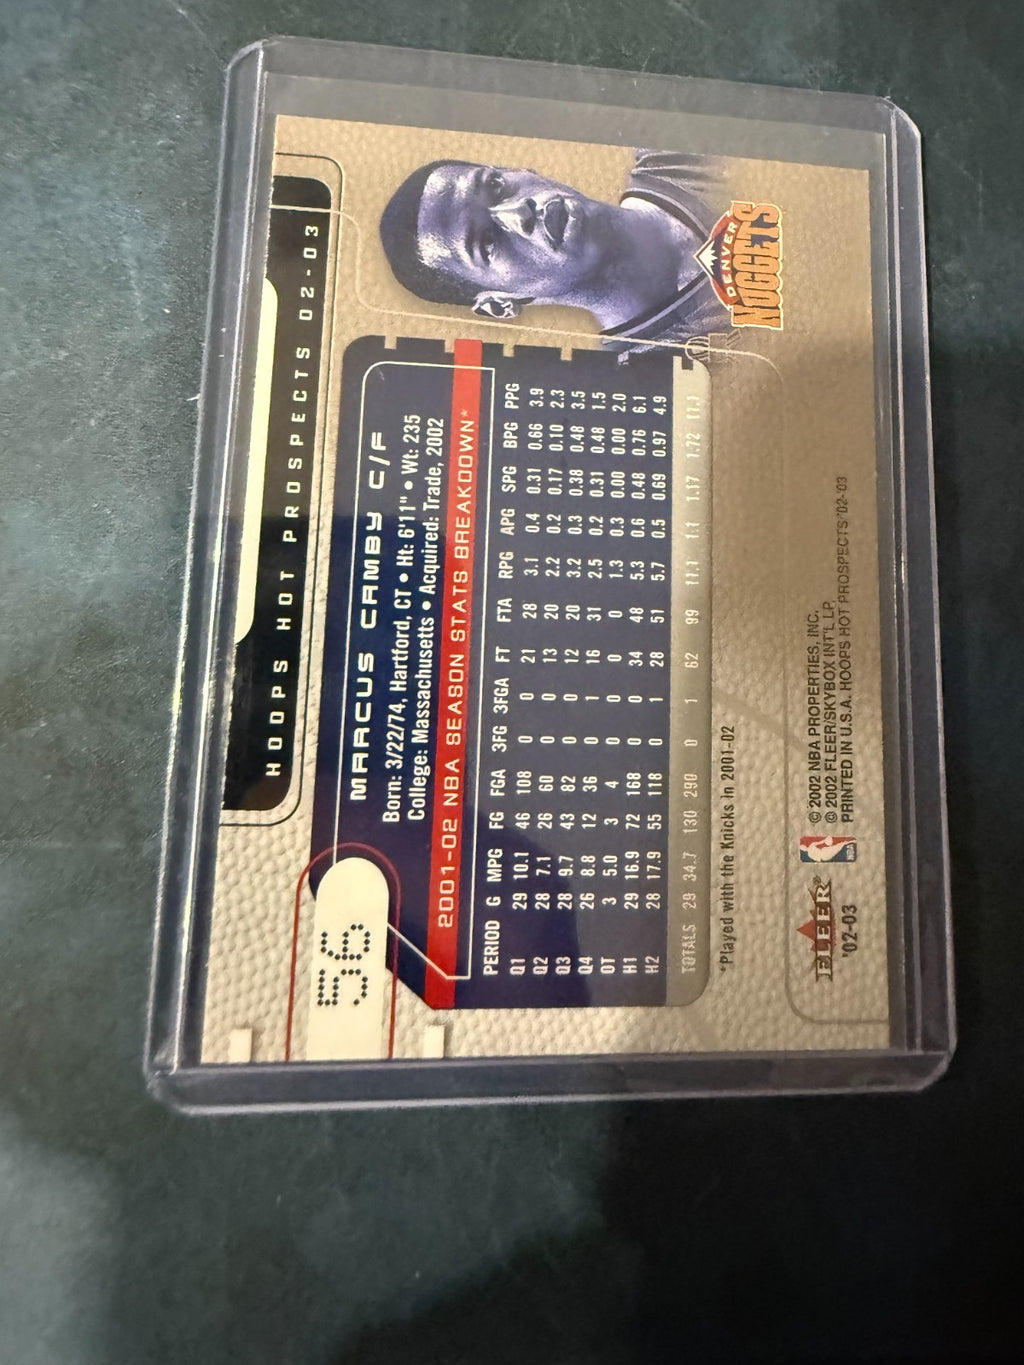 HOOPS HOT PROSPECTS 02-03
56
MARCUS CAMBY C/F
Born: 3/22/74, Hartford, CT • Ht: 6'11" • Wt: 235
College: Massachusetts • Acquired: Trade, 2002
2001-02 NBA SEASON STATS BREAKDOWN*
PERIOD G MPG FG FGA 3FG 3FGA FT FTA RPG APG SPG BPG PPG
Q1 29 10.1 46 108 0 0 21 28 3.1 0.4 0.31 0.66 3.9
Q2 28 7.1 26 60 0 0 13 20 2.2 0.2 0.17 0.10 2.3
Q3 28 9.7 43 82 0 0 12 20 3.2 0.3 0.38 0.48 3.5
Q4 26 8.8 12 36 0 1 16 31 2.5 0.2 0.31 0.48 1.5
OT 3 5.0 3 4 0 0 0 0 1.3 0.3 0.00 0.00 2.0
H1 29 16.9 72 168 0 0 34 48 5.3 0.6 0.48 0.76 6.1
H2 28 17.9 55 118 0 1 28 51 5.7 0.5 0.69 0.97 4.9
TOTALS 29 34.7 130 290 0 1 62 99 11.1 1.1 1.17 1.72 11.1
DENVER
NUGGETS
*Played with the Knicks in 2001-02
FLEER®
'02-03
NBA
© 2002 NBA PROPERTIES, INC.
© 2002 FLEER/SKYBOX INT'L LP.
PRINTED IN U.S.A. HOOPS HOT PROSPECTS '02-'03